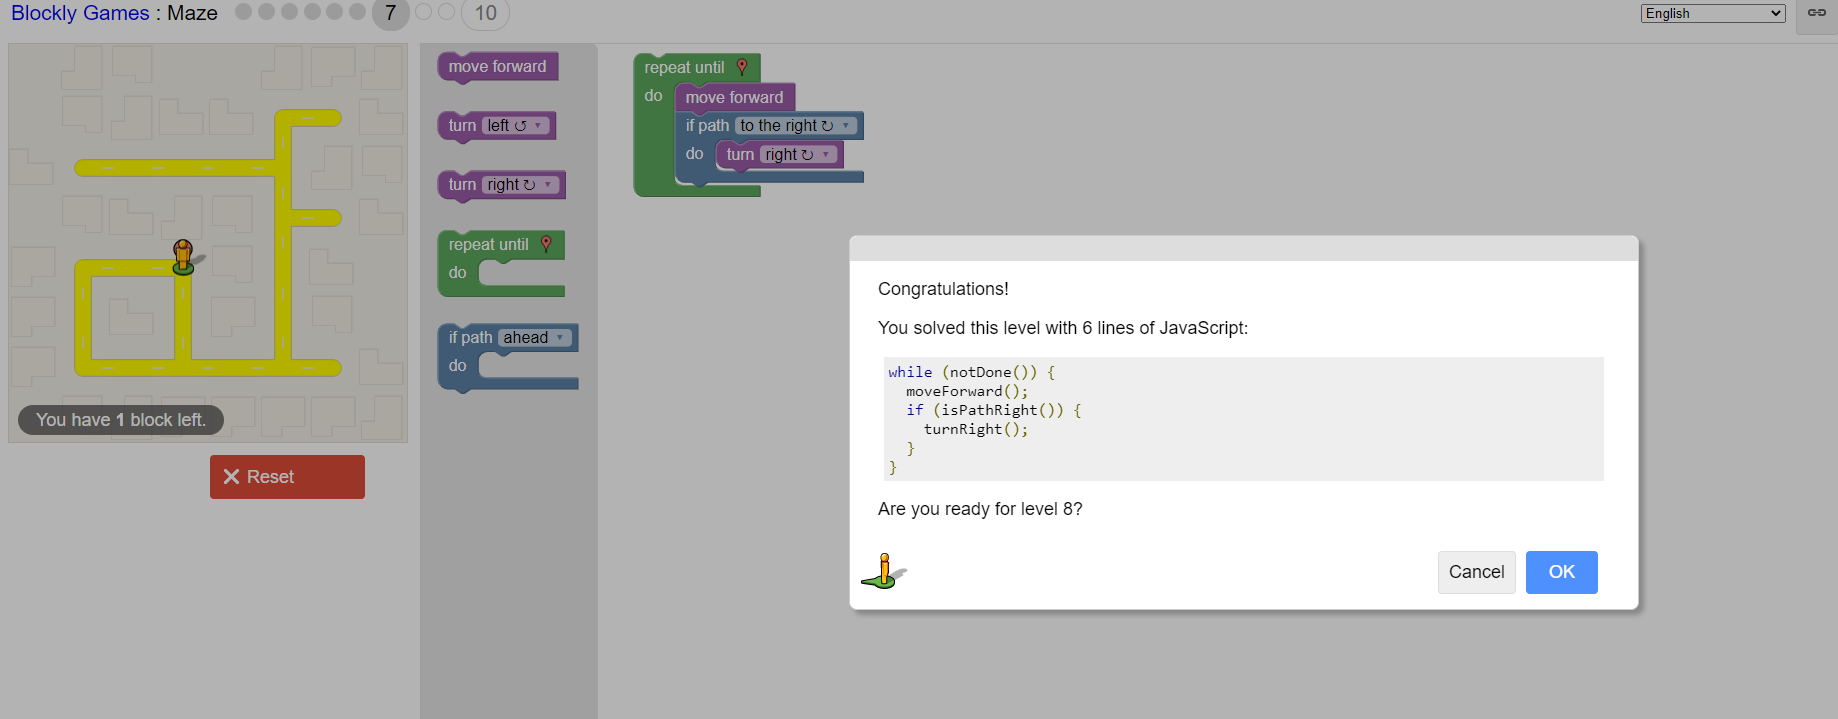 Blockly Games : Maze 7 10 English
move forward
turn left ↺ ▾
turn right ↻ ▾
repeat until
do
if path ahead ▾
do
repeat until
do move forward
if path to the right ↻ ▾
do turn right ↻ ▾
You have 1 block left.
Reset
Congratulations!
You solved this level with 6 lines of JavaScript:
while (notDone()) {
  moveForward();
  if (isPathRight()) {
    turnRight();
  }
}
Are you ready for level 8?
Cancel OK